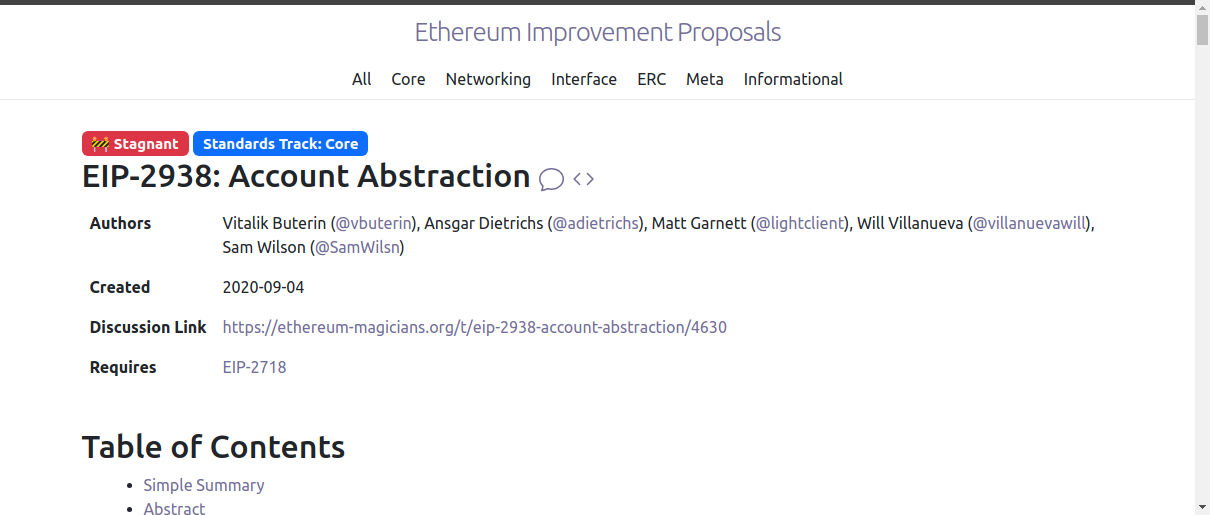 Ethereum Improvement Proposals
All Core Networking Interface ERC Meta Informational
🚧 Stagnant Standards Track: Core
EIP-2938: Account Abstraction
Authors Vitalik Buterin (@vbuterin), Ansgar Dietrichs (@adietrichs), Matt Garnett (@lightclient), Will Villanueva (@villanuevawill),
Sam Wilson (@SamWilsn)
Created 2020-09-04
Discussion Link https://ethereum-magicians.org/t/eip-2938-account-abstraction/4630
Requires EIP-2718
Table of Contents
• Simple Summary
• Abstract